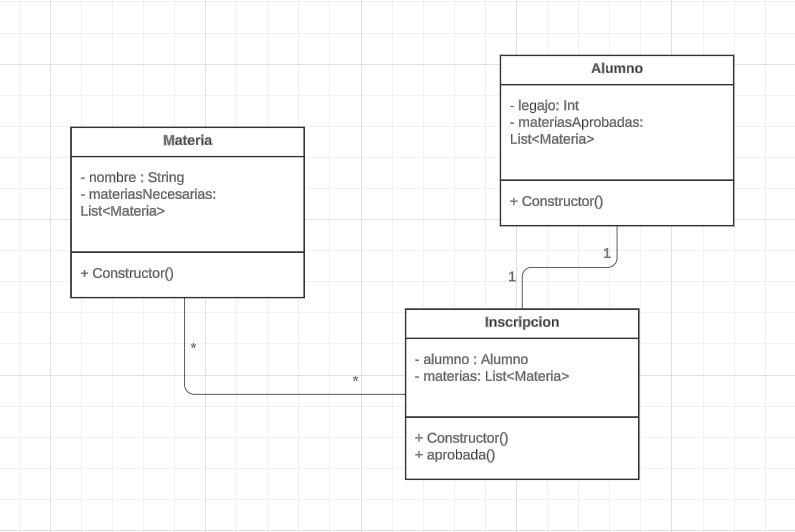 Alumno
- legajo: Int
- materiasAprobadas:
List<Materia>
+ Constructor()
Materia
- nombre : String
- materiasNecesarias:
List<Materia>
+ Constructor()
1
1
Inscripcion
- alumno : Alumno
- materias: List<Materia>
+ Constructor()
+ aprobada()
*
*